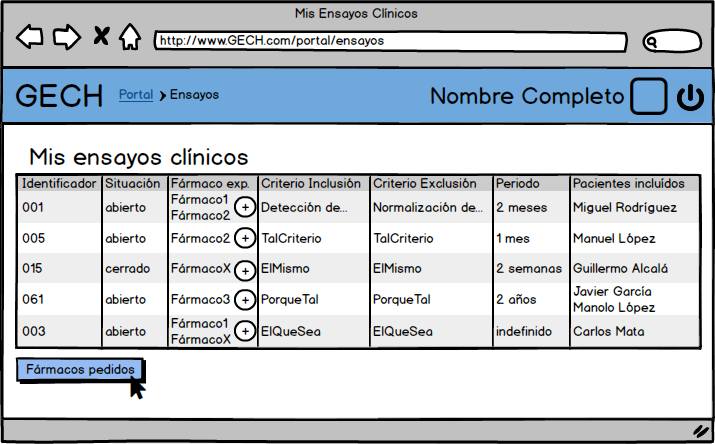 Mis Ensayos Clínicos
http://www.GECH.com/portal/ensayos
GECH Portal Ensayos Nombre Completo
Mis ensayos clínicos
Identificador Situación Fármaco exp. Criterio Inclusión Criterio Exclusión Periodo Pacientes incluídos
001 abierto Fármaco1 + Detección de... Normalización de... 2 meses Miguel Rodríguez
Fármaco2
005 abierto Fármaco2 + TalCriterio TalCriterio 1 mes Manuel López
015 cerrado FármacoX + ElMismo ElMismo 2 semanas Guillermo Alcalá
061 abierto Fármaco3 + PorqueTal PorqueTal 2 años Javier García
Manolo López
003 abierto Fármaco1 + ElQueSea ElQueSea indefinido Carlos Mata
FármacoX
Fármacos pedidos